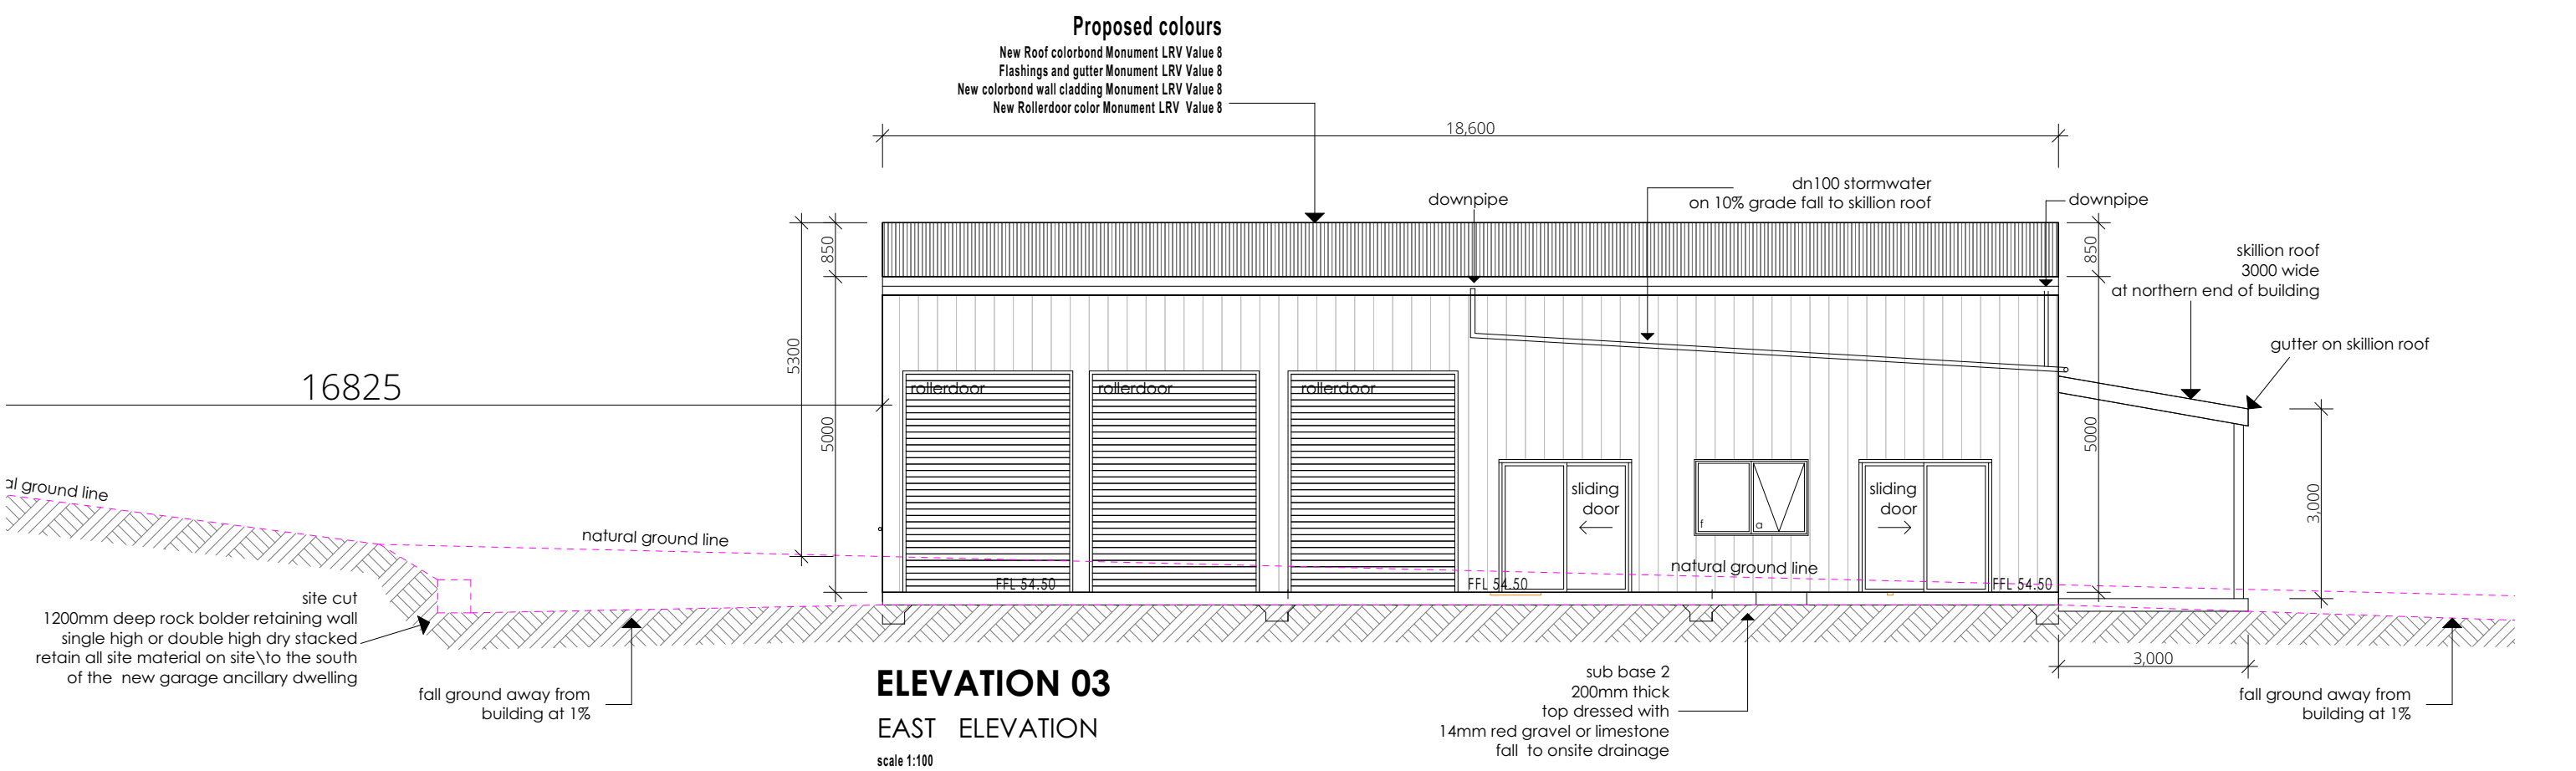 Proposed colours
New Roof colorbond Monument LRV Value 8
Flashings and gutter Monument LRV Value 8
New colorbond wall cladding Monument LRV Value 8
New Rollerdoor color Monument LRV Value 8
18,600
downpipe
dn100 stormwater
on 10% grade fall to skillion roof
downpipe
850
850
skillion roof
3000 wide
at northern end of building
gutter on skillion roof
5300
16825
5000
5000
rollerdoor
rollerdoor
rollerdoor
al ground line
natural ground line
sliding
door
f
a
sliding
door
3,000
natural ground line
FFL 54.50
FFL 54.50
FFL 54.50
site cut
1200mm deep rock bolder retaining wall
single high or double high dry stacked
retain all site material on site\to the south
of the new garage ancillary dwelling
fall ground away from
building at 1%
ELEVATION 03
EAST ELEVATION
scale 1:100
sub base 2
200mm thick
top dressed with
14mm red gravel or limestone
fall to onsite drainage
3,000
fall ground away from
building at 1%